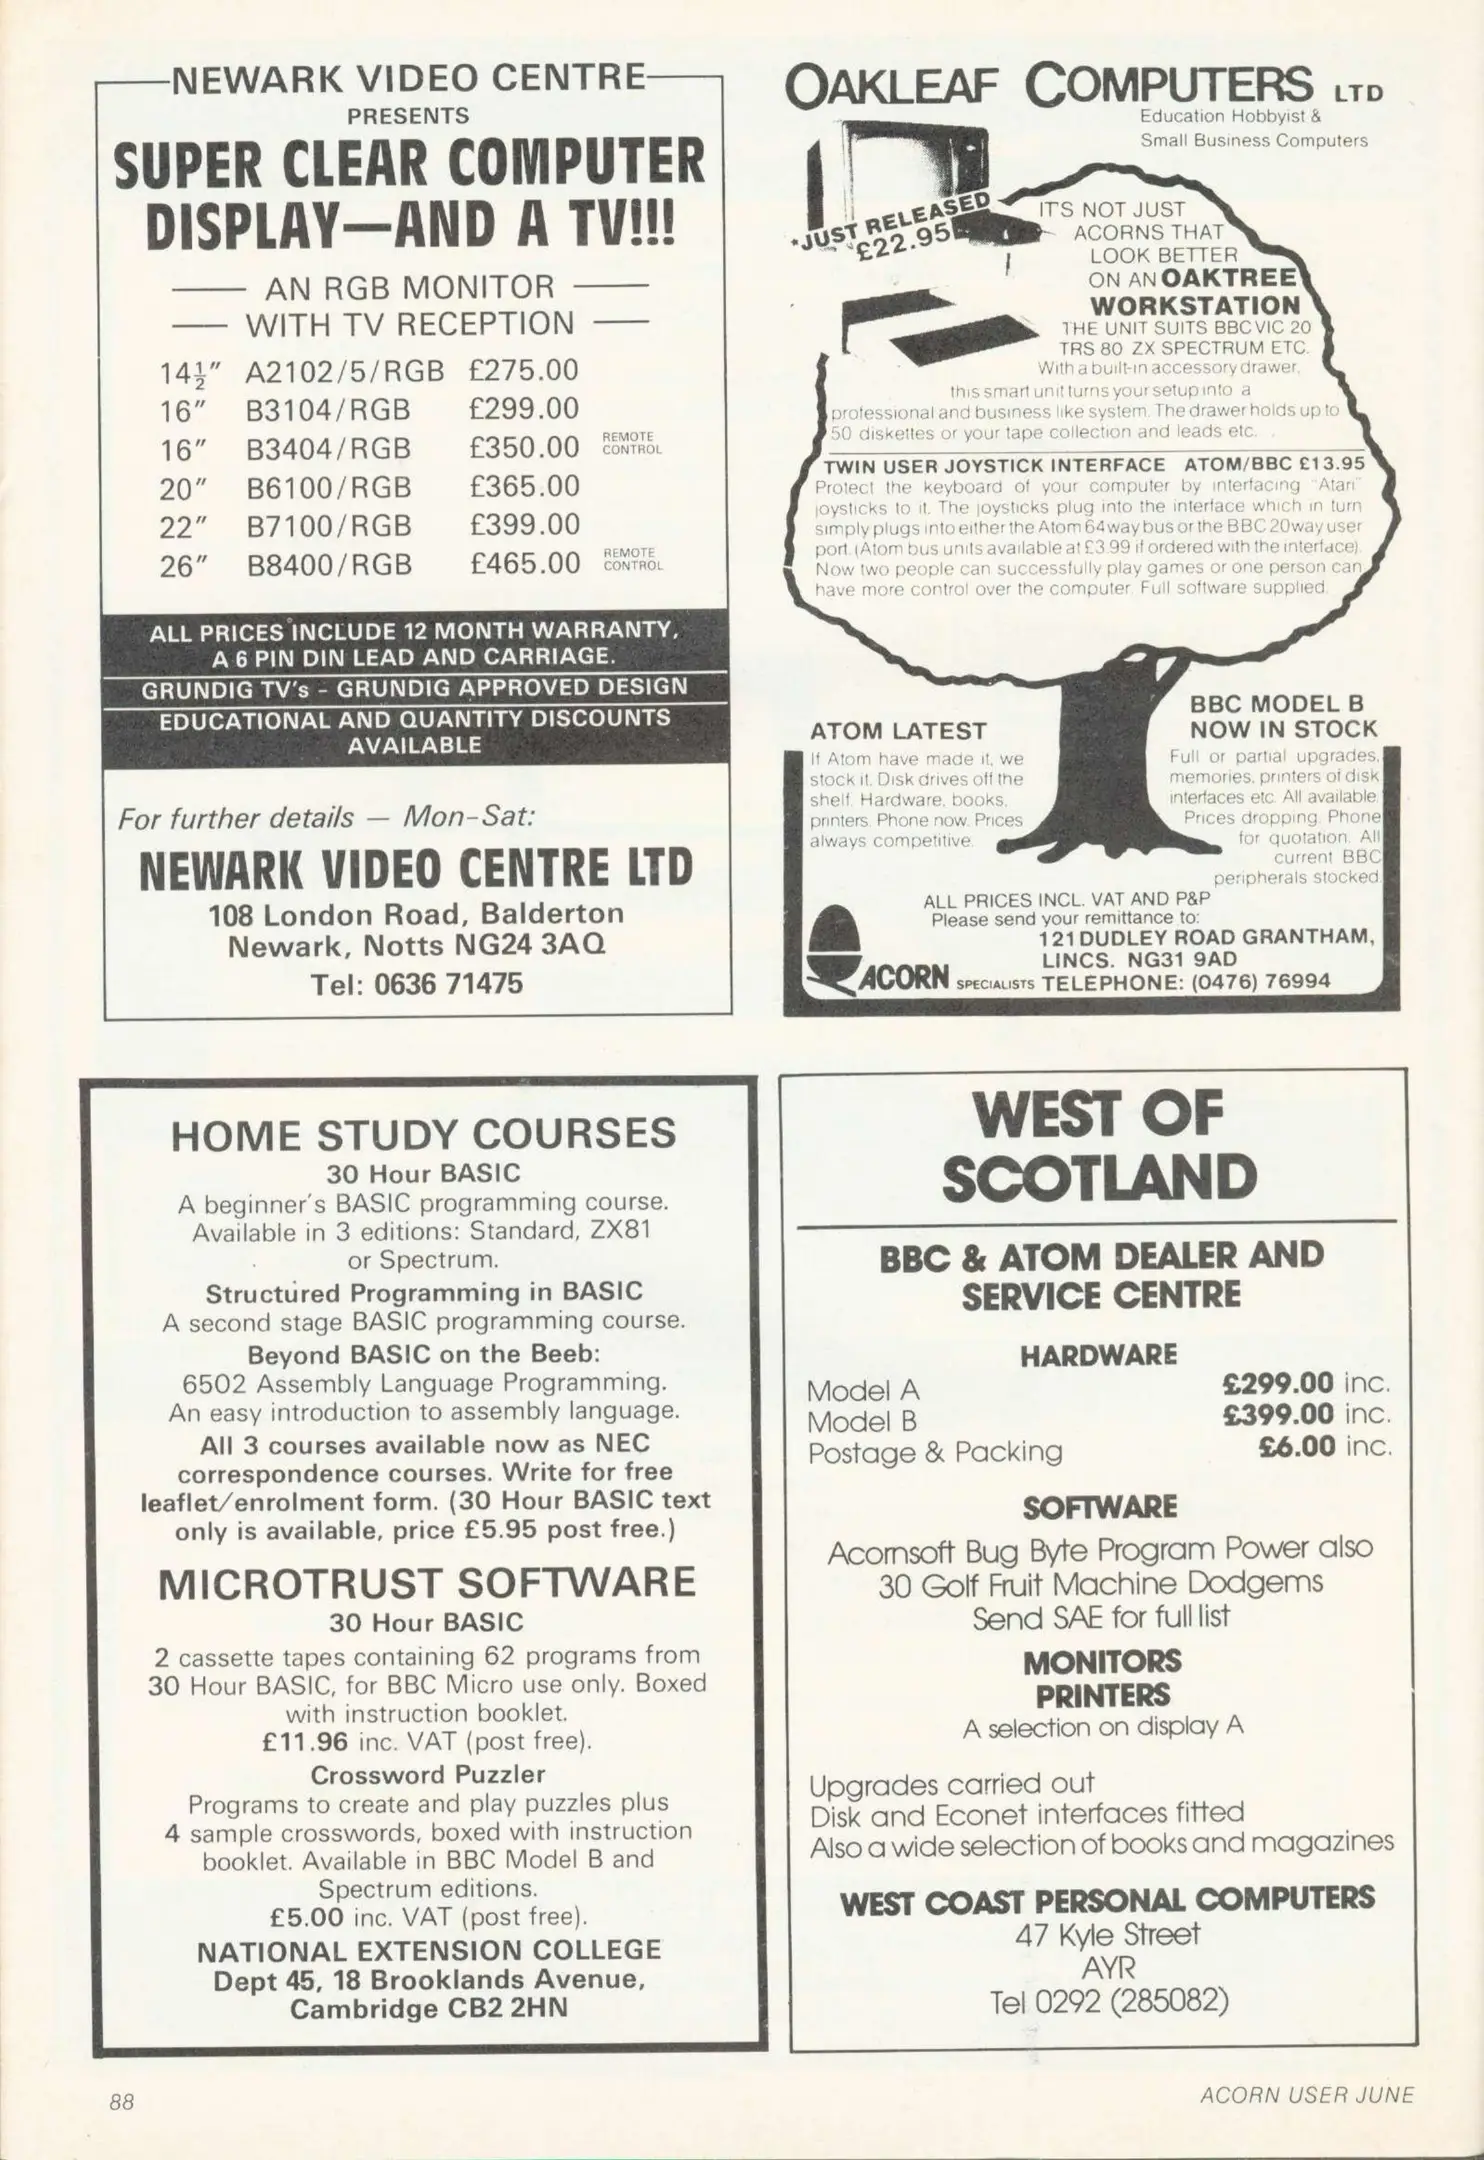 NEWARK VIDEO CENTRE
PRESENTS
SUPER CLEAR COMPUTER
DISPLAY—AND A TV!!!
AN RGB MONITOR
WITH TV RECEPTION
14½" A2102/5/RGB £275.00
16" B3104/RGB £299.00
16" B3404/RGB £350.00 REMOTE CONTROL
20" B6100/RGB £365.00
22" B7100/RGB £399.00
26" B8400/RGB £465.00 REMOTE CONTROL
ALL PRICES INCLUDE 12 MONTH WARRANTY,
A 6 PIN DIN LEAD AND CARRIAGE.
GRUNDIG TV's - GRUNDIG APPROVED DESIGN
EDUCATIONAL AND QUANTITY DISCOUNTS
AVAILABLE
For further details — Mon-Sat:
NEWARK VIDEO CENTRE LTD
108 London Road, Balderton
Newark, Notts NG24 3AQ
Tel: 0636 71475
OAKLEAF COMPUTERS LTD
Education Hobbyist &
Small Business Computers
*JUST RELEASED
£22.95
IT'S NOT JUST
ACORNS THAT
LOOK BETTER
ON AN OAKTREE
WORKSTATION
THE UNIT SUITS BBC VIC 20
TRS 80 ZX SPECTRUM ETC.
With a built-in accessory drawer,
this smart unit turns your setup into a
professional and business like system. The drawer holds up to
50 diskettes or your tape collection and leads etc.
TWIN USER JOYSTICK INTERFACE ATOM/BBC £13.95
Protect the keyboard of your computer by interfacing "Atari"
joysticks to it. The joysticks plug into the interface which in turn
simply plugs into either the Atom 64 way bus or the BBC 20 way user
port. (Atom bus units available at £3.99 if ordered with the interface).
Now two people can successfully play games or one person can
have more control over the computer. Full software supplied.
ATOM LATEST
If Atom have made it, we
stock it. Disk drives off the
shelf. Hardware, books,
printers. Phone now. Prices
always competitive.
BBC MODEL B
NOW IN STOCK
Full or partial upgrades,
memories, printers of disk
interfaces etc. All available.
Prices dropping. Phone
for quotation. All
current BBC
peripherals stocked.
ALL PRICES INCL. VAT AND P&P
Please send your remittance to:
121 DUDLEY ROAD GRANTHAM,
LINCS. NG31 9AD
ACORN SPECIALISTS TELEPHONE: (0476) 76994
HOME STUDY COURSES
30 Hour BASIC
A beginner's BASIC programming course.
Available in 3 editions: Standard, ZX81
or Spectrum.
Structured Programming in BASIC
A second stage BASIC programming course.
Beyond BASIC on the Beeb:
6502 Assembly Language Programming.
An easy introduction to assembly language.
All 3 courses available now as NEC
correspondence courses. Write for free
leaflet/enrolment form. (30 Hour BASIC text
only is available, price £5.95 post free.)
MICROTRUST SOFTWARE
30 Hour BASIC
2 cassette tapes containing 62 programs from
30 Hour BASIC, for BBC Micro use only. Boxed
with instruction booklet.
£11.96 inc. VAT (post free).
Crossword Puzzler
Programs to create and play puzzles plus
4 sample crosswords, boxed with instruction
booklet. Available in BBC Model B and
Spectrum editions.
£5.00 inc. VAT (post free).
NATIONAL EXTENSION COLLEGE
Dept 45, 18 Brooklands Avenue,
Cambridge CB2 2HN
WEST OF
SCOTLAND
BBC & ATOM DEALER AND
SERVICE CENTRE
HARDWARE
Model A £299.00 inc.
Model B £399.00 inc.
Postage & Packing £6.00 inc.
SOFTWARE
Acornsoft Bug Byte Program Power also
30 Golf Fruit Machine Dodgems
Send SAE for full list
MONITORS
PRINTERS
A selection on display A
Upgrades carried out
Disk and Econet interfaces fitted
Also a wide selection of books and magazines
WEST COAST PERSONAL COMPUTERS
47 Kyle Street
AYR
Tel 0292 (285082)
88
ACORN USER JUNE